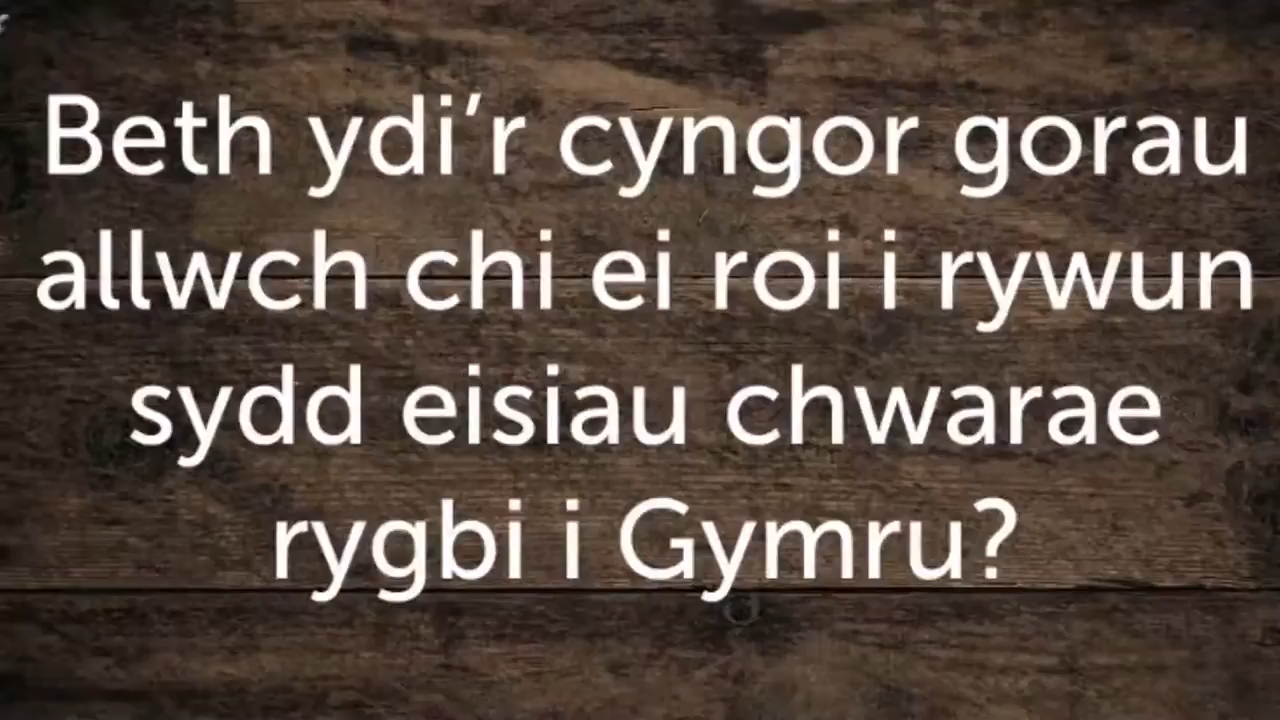 Beth ydi’r cyngor gorau
allwch chi ei roi i rywun
sydd eisiau chwarae
rygbi i Gymru?